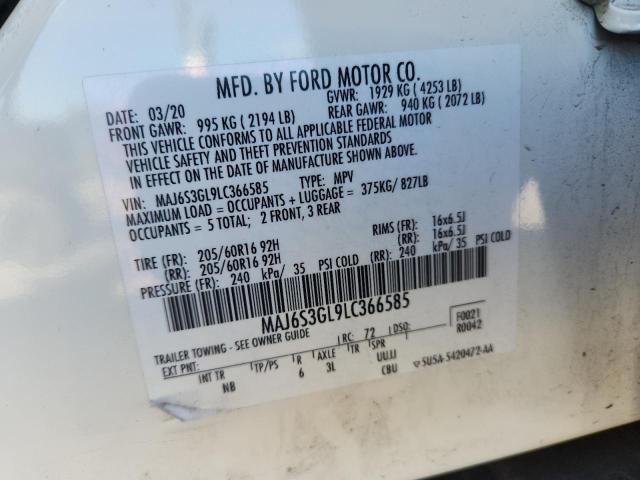 MFD. BY FORD MOTOR CO.
DATE: 03/20 GVWR: 1929 KG ( 4253 LB)
FRONT GAWR: 995 KG ( 2194 LB) REAR GAWR: 940 KG ( 2072 LB)
THIS VEHICLE CONFORMS TO ALL APPLICABLE FEDERAL MOTOR
VEHICLE SAFETY AND THEFT PREVENTION STANDARDS
IN EFFECT ON THE DATE OF MANUFACTURE SHOWN ABOVE.
VIN: MAJ6S3GL9LC366585 TYPE: MPV
MAXIMUM LOAD = OCCUPANTS + LUGGAGE = 375KG/ 827LB
OCCUPANTS = 5 TOTAL; 2 FRONT, 3 REAR
TIRE (FR): 205/60R16 92H RIMS (FR): 16x6.5J
(RR): 205/60R16 92H (RR): 16x6.5J
PRESSURE (FR): 240 kPa/ 35 PSI COLD (RR): 240 kPa/ 35 PSI COLD
MAJ6S3GL9LC366585
TRAILER TOWING - SEE OWNER GUIDE RC: 72 DSO: F0021
EXT PNT: R0042
INT TR TP/PS R AXLE SPR UUJJ
NB 6 3L CBU 5U5A-5420472-AA